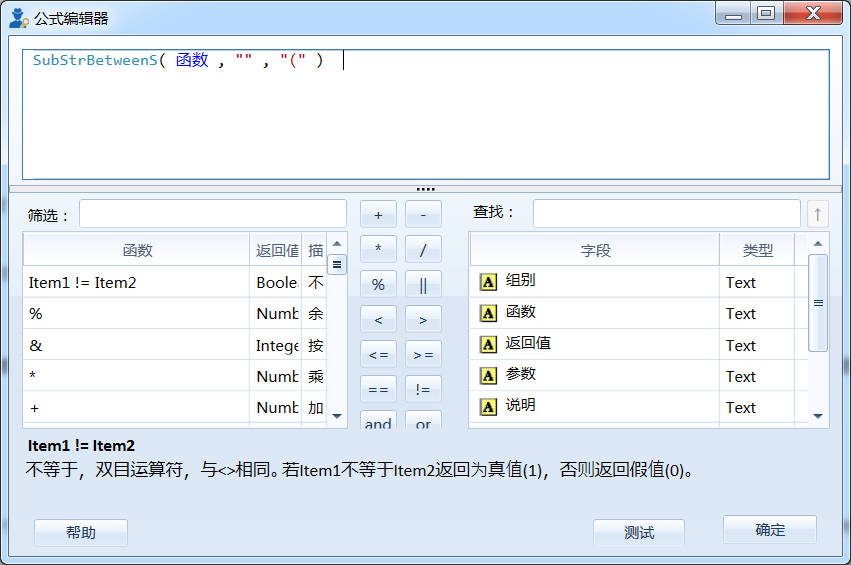 公式编辑器
SubStrBetweenS( 函数 , "" , "(" )
筛选：
+ -
查找：
↑
函数 返回值 描
* /
字段 类型
Item1 != Item2 Boolea 不
% ||
组别 Text
% Numb 余
< >
函数 Text
& Intege 按
<= >=
返回值 Text
* Numb 乘
== !=
参数 Text
+ Numb 加
and or
说明 Text
Item1 != Item2
不等于，双目运算符，与<>相同。若Item1不等于Item2返回为真值(1)，否则返回假值(0)。
帮助 测试 确定